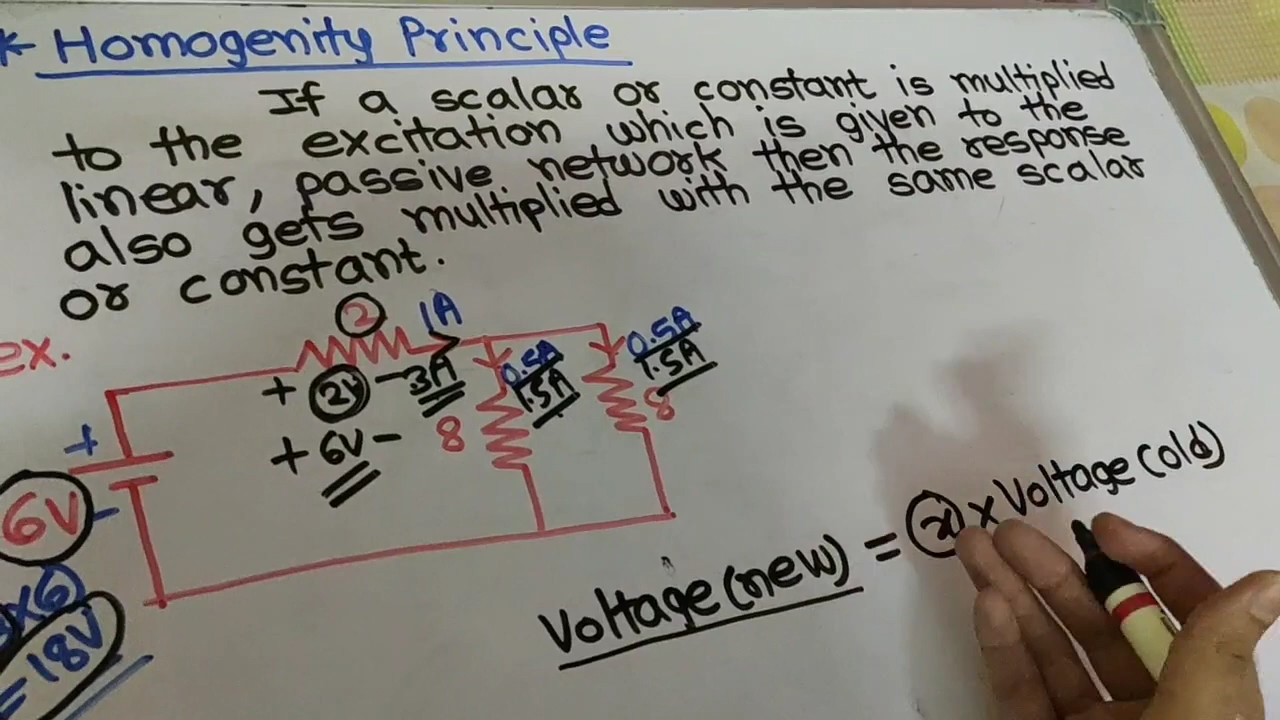 * Homogenity Principle
If a scalar or constant is multiplied
to the excitation which is given to the
linear, passive network then the response
also gets multiplied with the same scalar
or constant.
ex.
2
1A
0.5A
0.5A
+ 2V - 3A
1.5A
1.5A
+ 6V -
8
8
+
6V
-
×6
= 18V
Voltage(new) = x × Voltage(old)